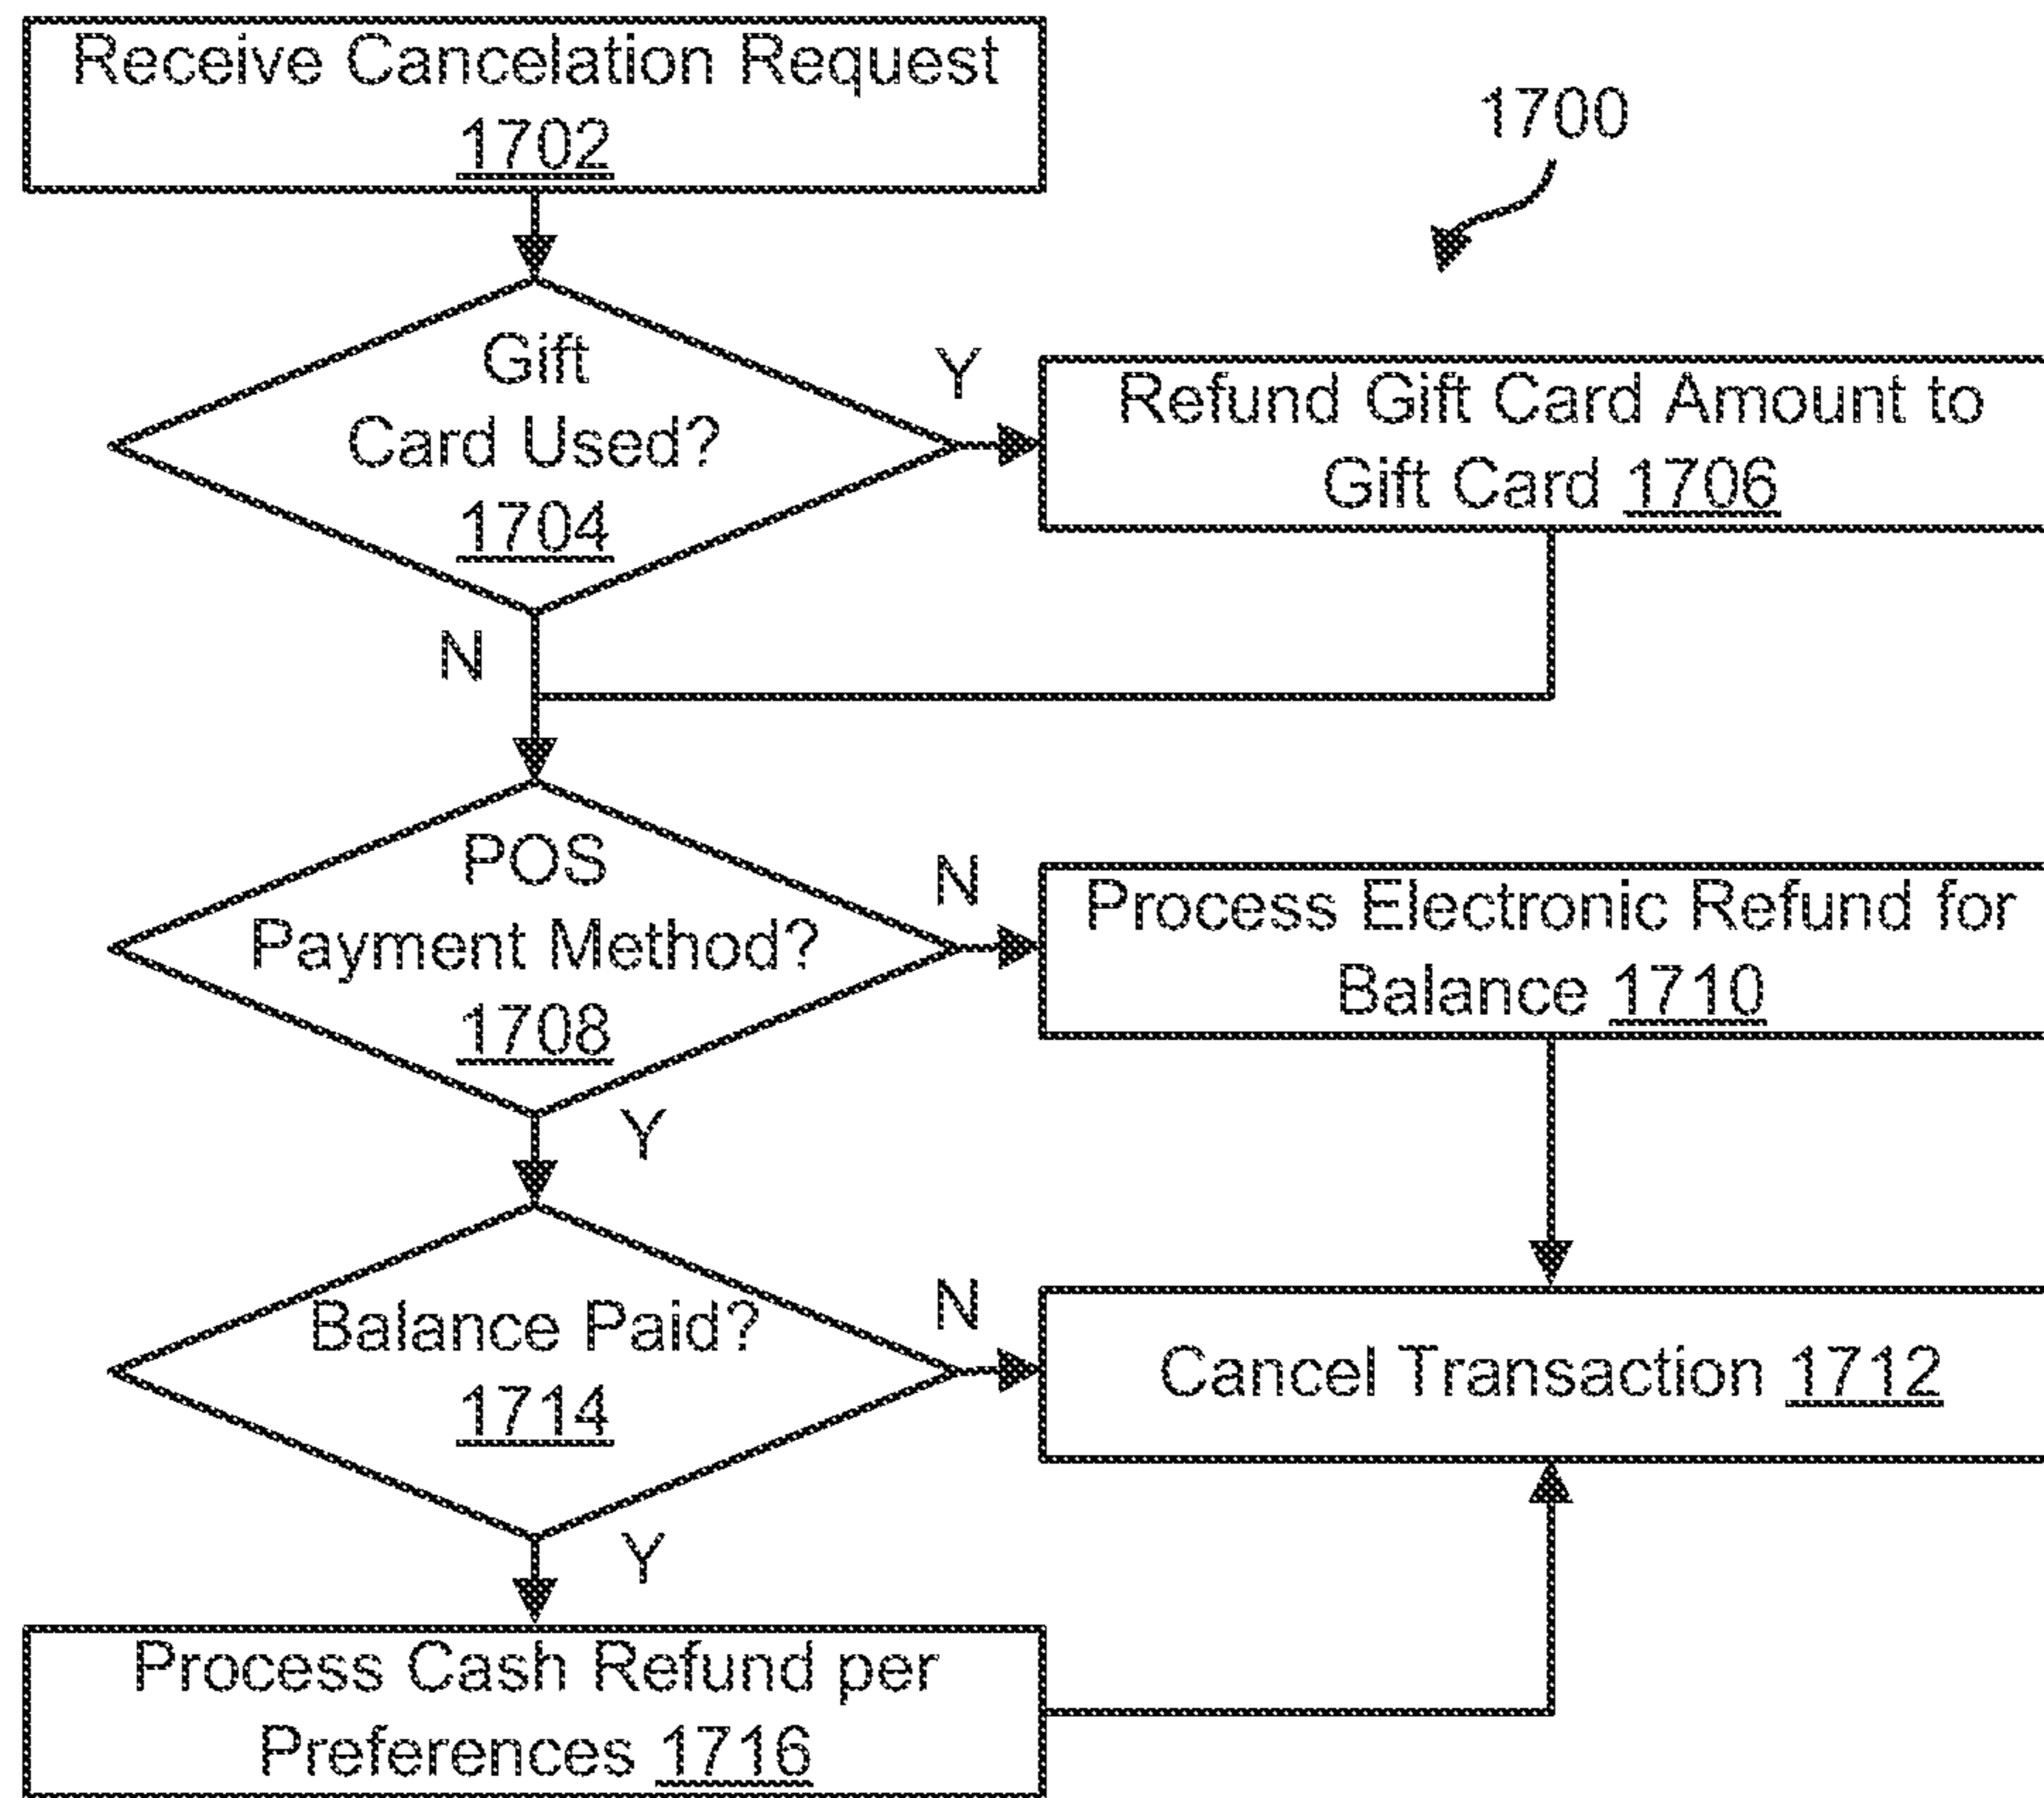 Receive Cancelation Request
1702
1700
Gift
Card Used?
1704
Y
Refund Gift Card Amount to
Gift Card 1706
N
POS
Payment Method?
1708
N
Process Electronic Refund for
Balance 1710
Y
Balance Paid?
1714
N
Cancel Transaction 1712
Y
Process Cash Refund per
Preferences 1716